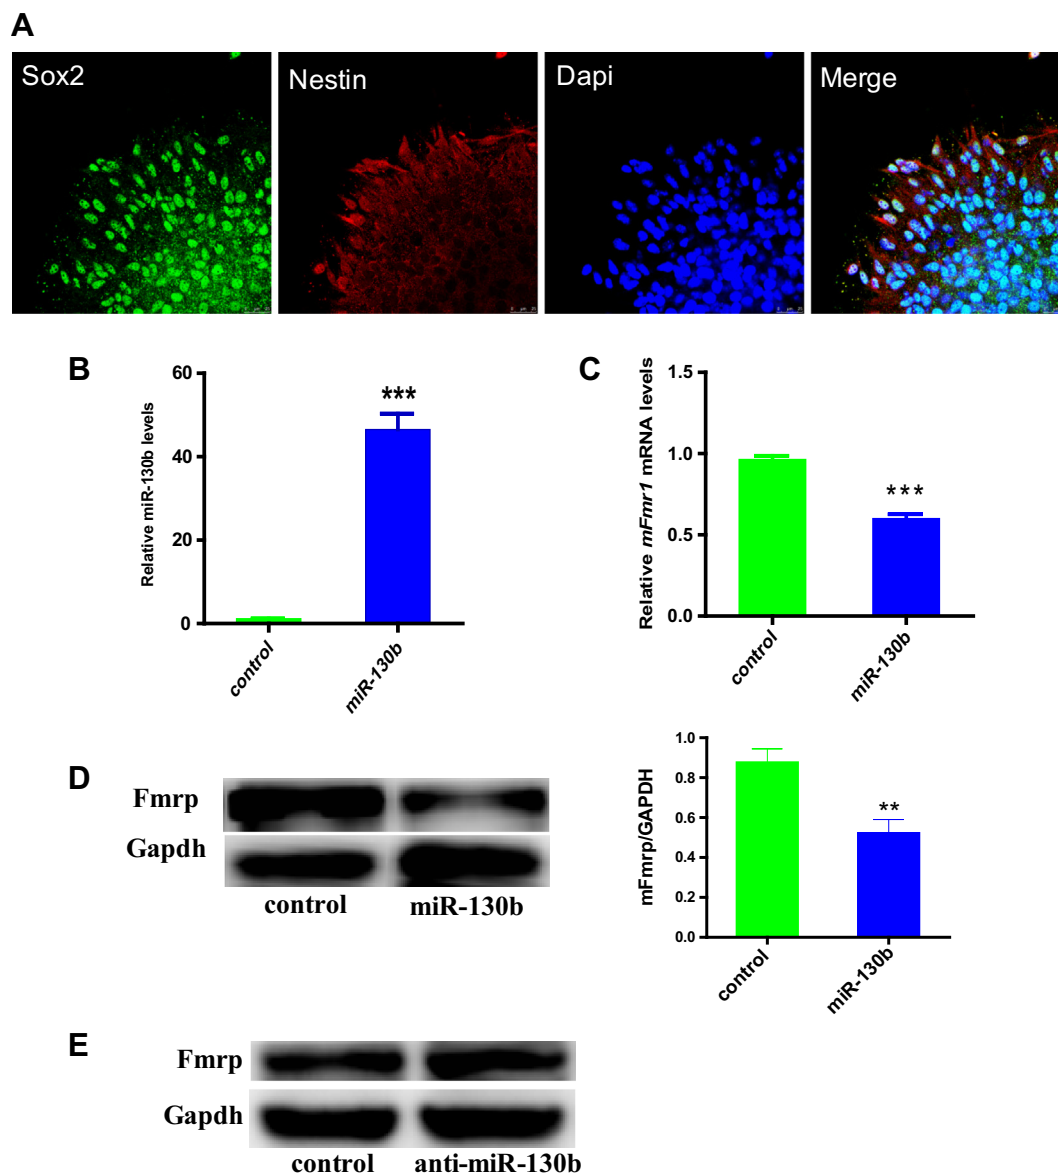 A
Sox2
Nestin
Dapi
Merge
B
Relative miR-130b levels
60
40
20
0
***
control
miR-130b
C
Relative mFmr1 mRNA levels
1.5
1.0
0.5
0.0
***
control
miR-130b
D
Fmrp
Gapdh
control
miR-130b
mFmrp/GAPDH
1.0
0.8
0.6
0.4
0.2
0.0
**
control
miR-130b
E
Fmrp
Gapdh
control
anti-miR-130b